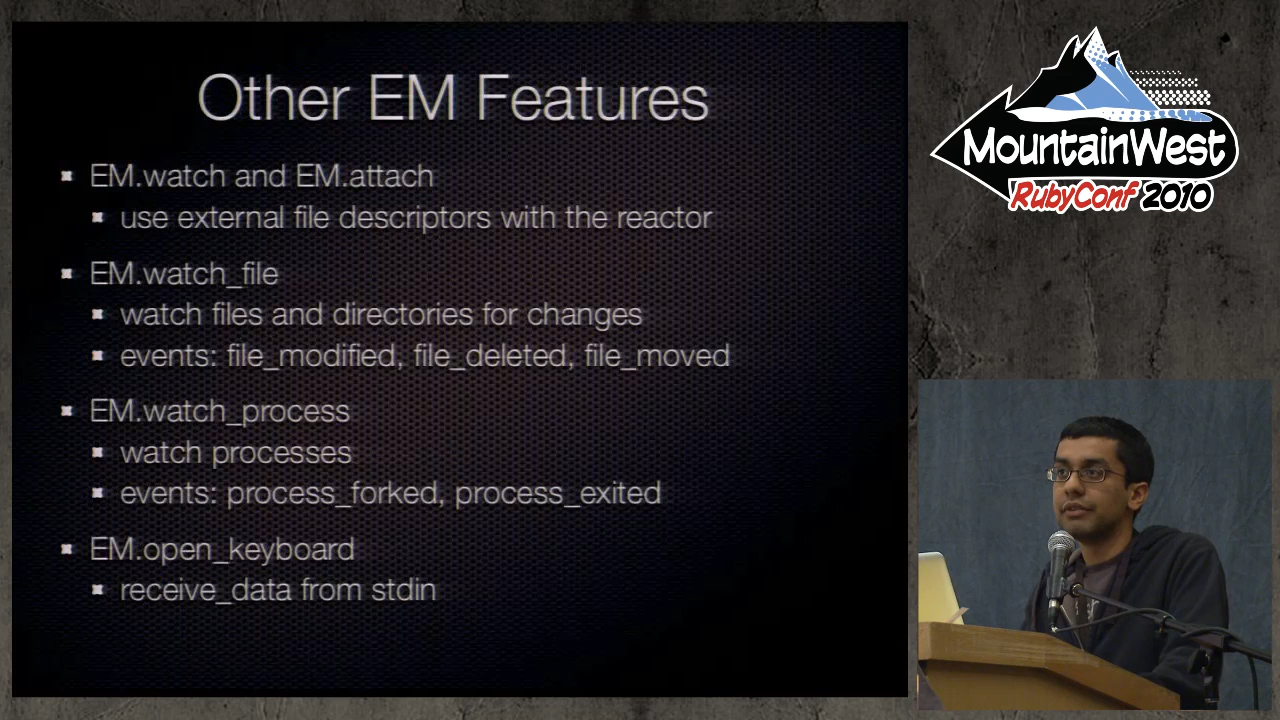 Other EM Features
EM.watch and EM.attach
use external file descriptors with the reactor
EM.watch_file
watch files and directories for changes
events: file_modified, file_deleted, file_moved
EM.watch_process
watch processes
events: process_forked, process_exited
EM.open_keyboard
receive_data from stdin
MountainWest
RubyConf 2010